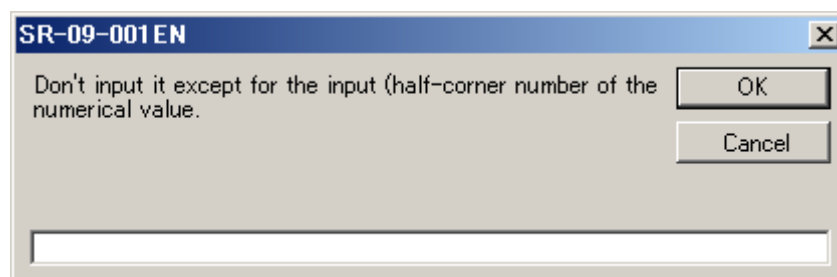 SR-09-001EN
Don't input it except for the input (half-corner number of the
numerical value.
OK
Cancel